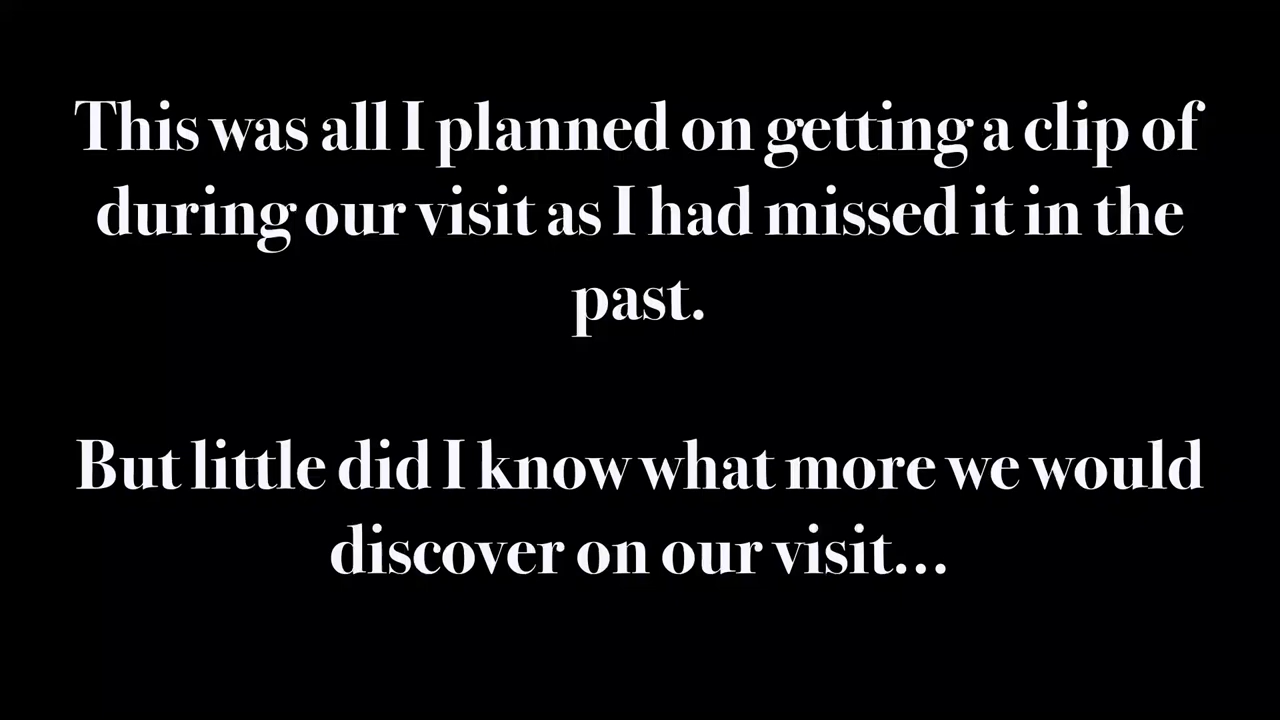 This was all I planned on getting a clip of
during our visit as I had missed it in the
past.
But little did I know what more we would
discover on our visit...